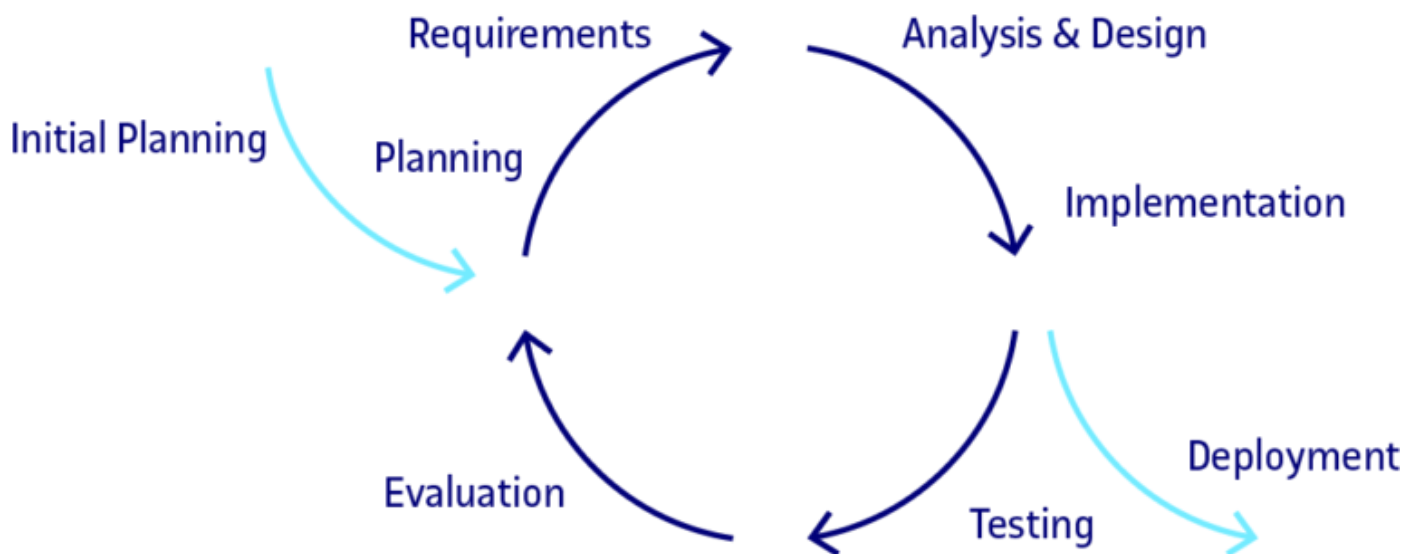 Requirements
Analysis & Design
Initial Planning
Planning
Implementation
Deployment
Evaluation
Testing